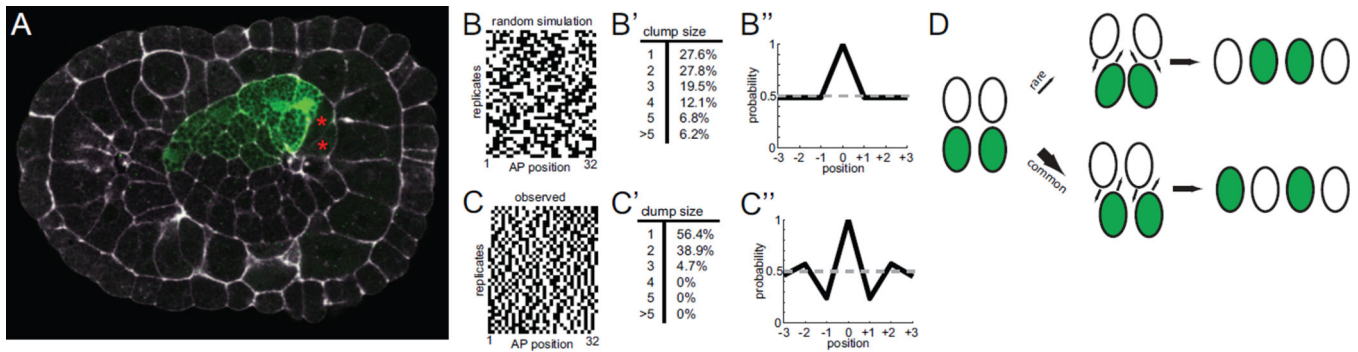 A
B
random simulation
replicates
1
AP position
32
B'
clump size
1 27.6%
2 27.8%
3 19.5%
4 12.1%
5 6.8%
>5 6.2%
B''
probability
1
0.5
0
-3 -2 -1 0 +1 +2 +3
position
C
observed
replicates
1
AP position
32
C'
clump size
1 56.4%
2 38.9%
3 4.7%
4 0%
5 0%
>5 0%
C''
probability
1
0.5
0
-3 -2 -1 0 +1 +2 +3
position
D
rare
common
* 
*